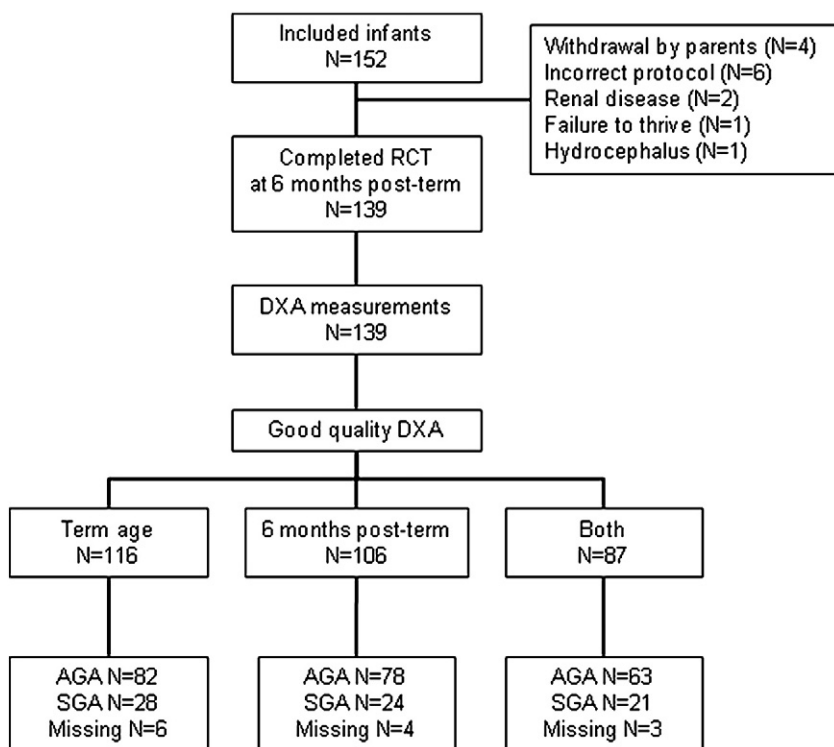 Included infants
N=152
Withdrawal by parents (N=4)
Incorrect protocol (N=6)
Renal disease (N=2)
Failure to thrive (N=1)
Hydrocephalus (N=1)
Completed RCT
at 6 months post-term
N=139
DXA measurements
N=139
Good quality DXA
Term age
N=116
6 months post-term
N=106
Both
N=87
AGA N=82
SGA N=28
Missing N=6
AGA N=78
SGA N=24
Missing N=4
AGA N=63
SGA N=21
Missing N=3